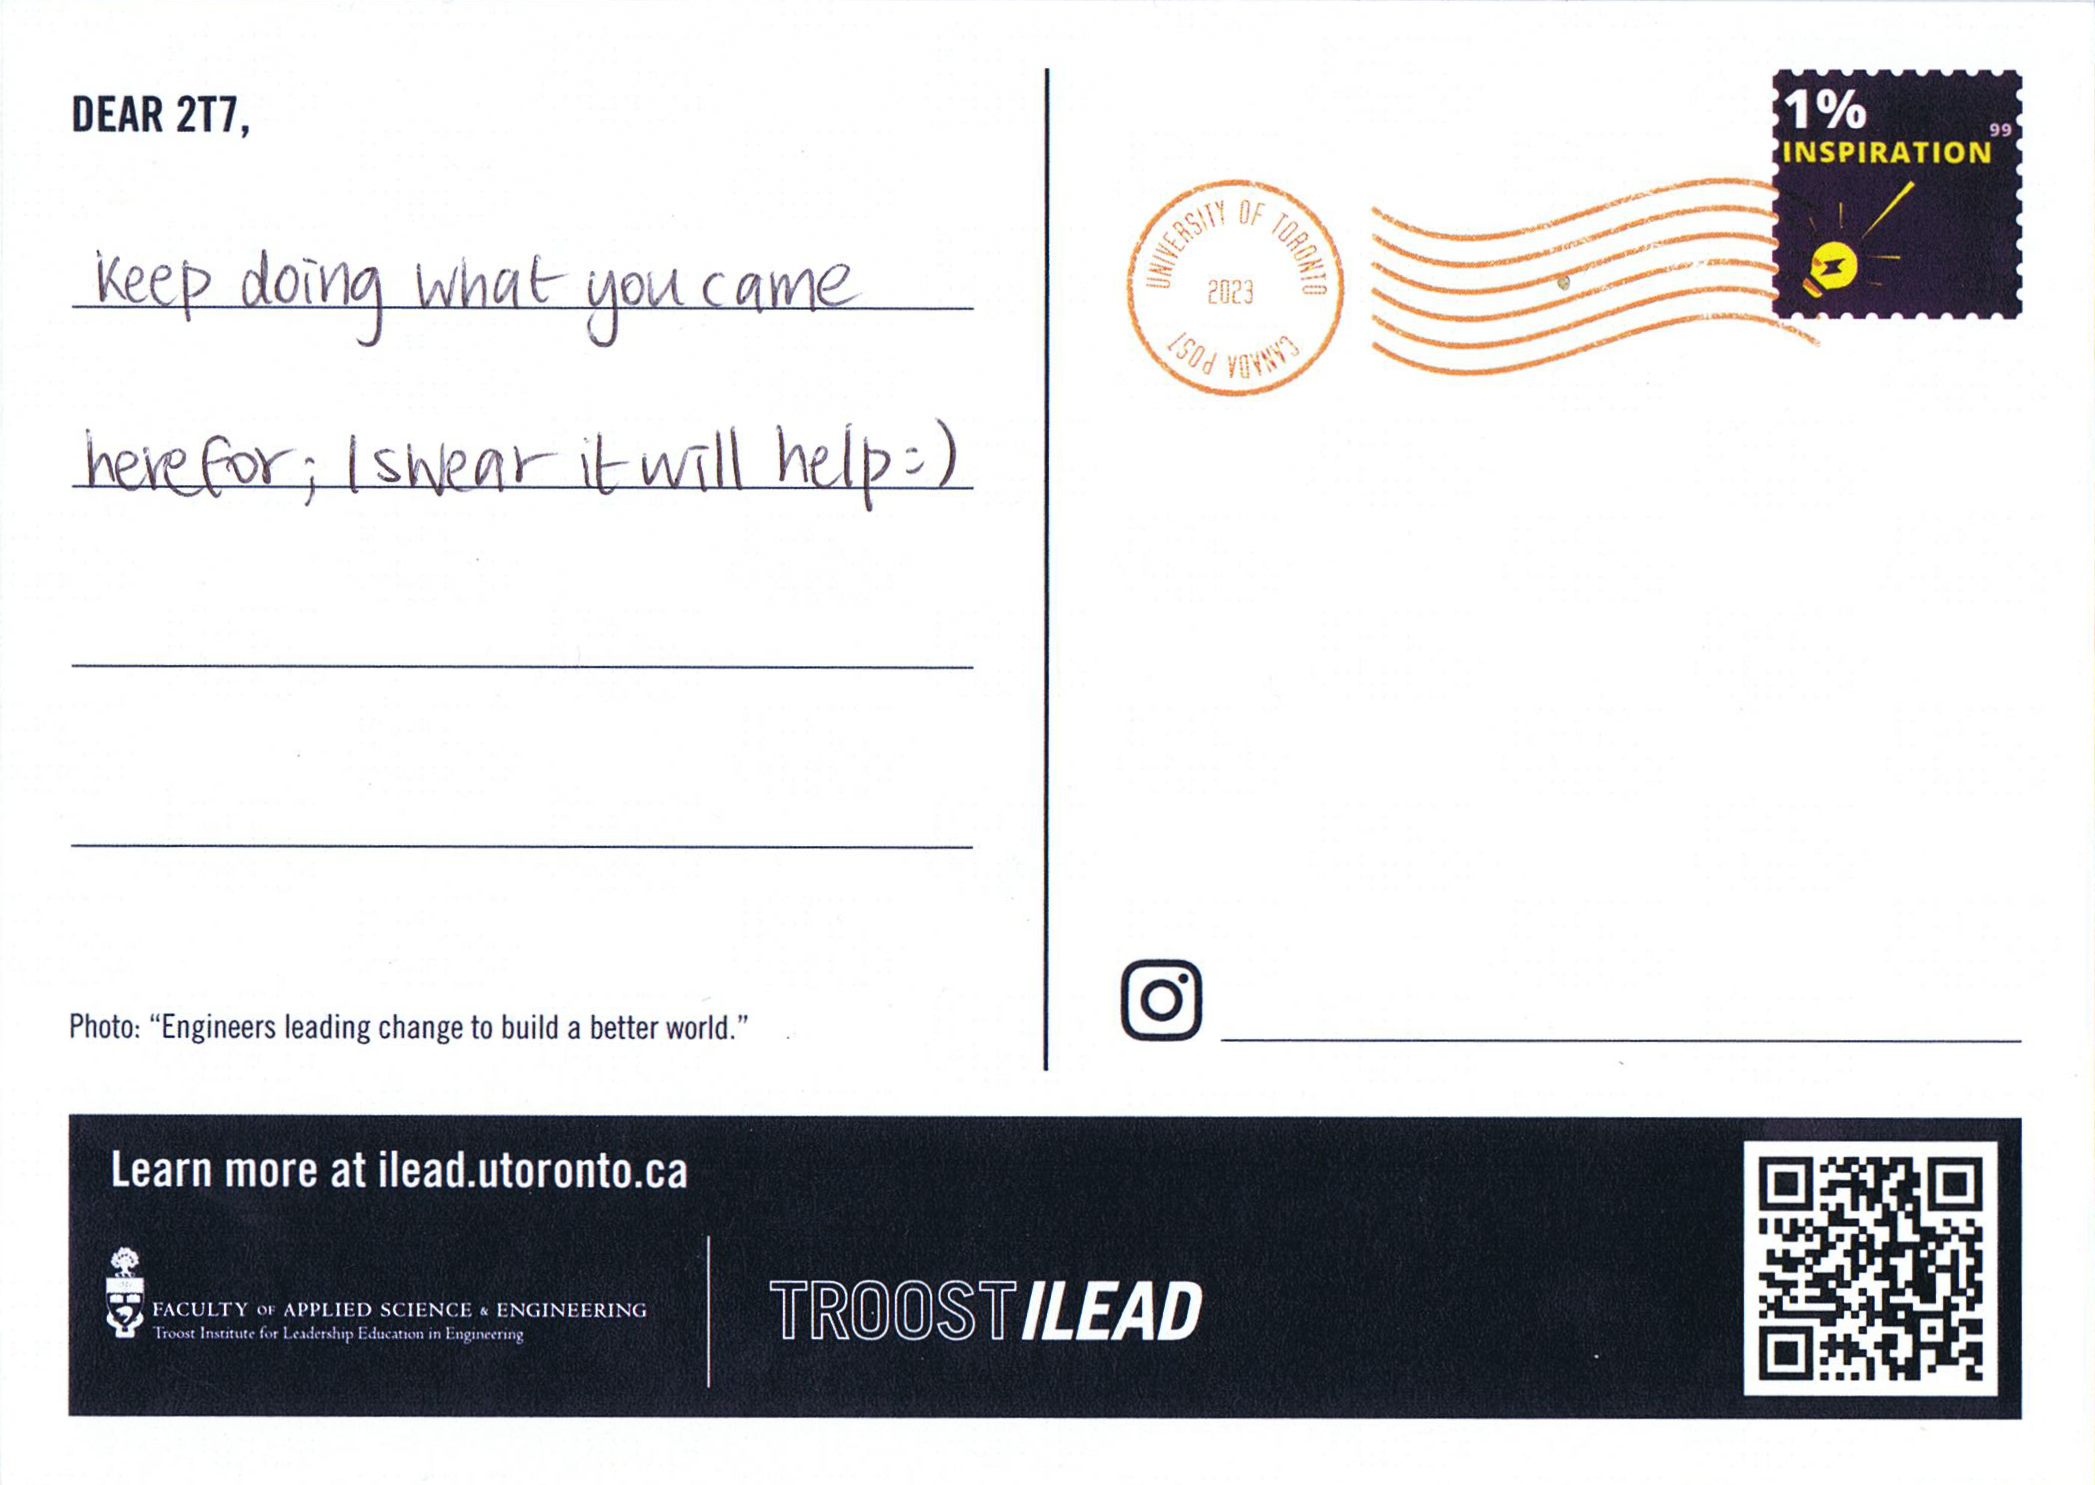 DEAR 2T7,
Keep doing what you came
here for; I swear it will help :)
Photo: “Engineers leading change to build a better world.”
1%
99
INSPIRATION
UNIVERSITY OF TORONTO
2023
CANADA POST
Learn more at ilead.utoronto.ca
FACULTY OF APPLIED SCIENCE & ENGINEERING
Troost Institute for Leadership Education in Engineering
TROOST ILEAD